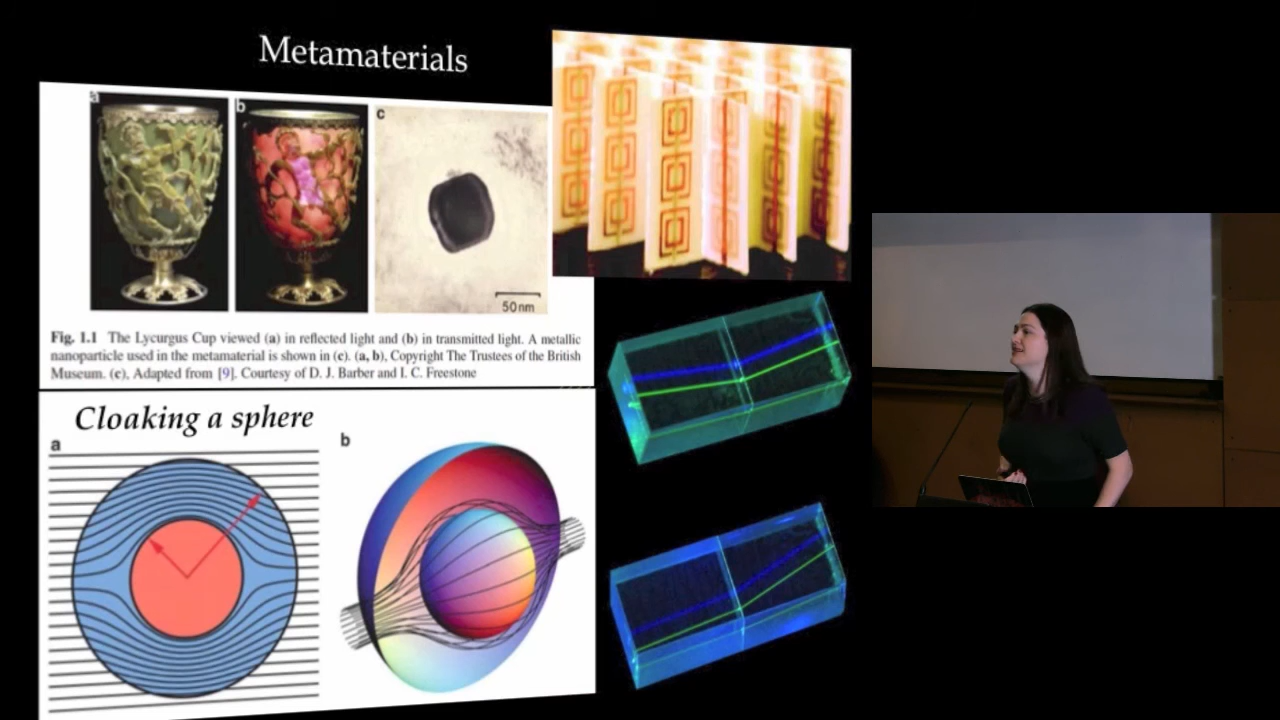 Metamaterials
a
b
c
50 nm
Fig. 1.1 The Lycurgus Cup viewed (a) in reflected light and (b) in transmitted light. A metallic
nanoparticle used in the metamaterial is shown in (c). (a, b), Copyright The Trustees of the British
Museum. (c), Adapted from [9]. Courtesy of D. J. Barber and I. C. Freestone
Cloaking a sphere
a
b